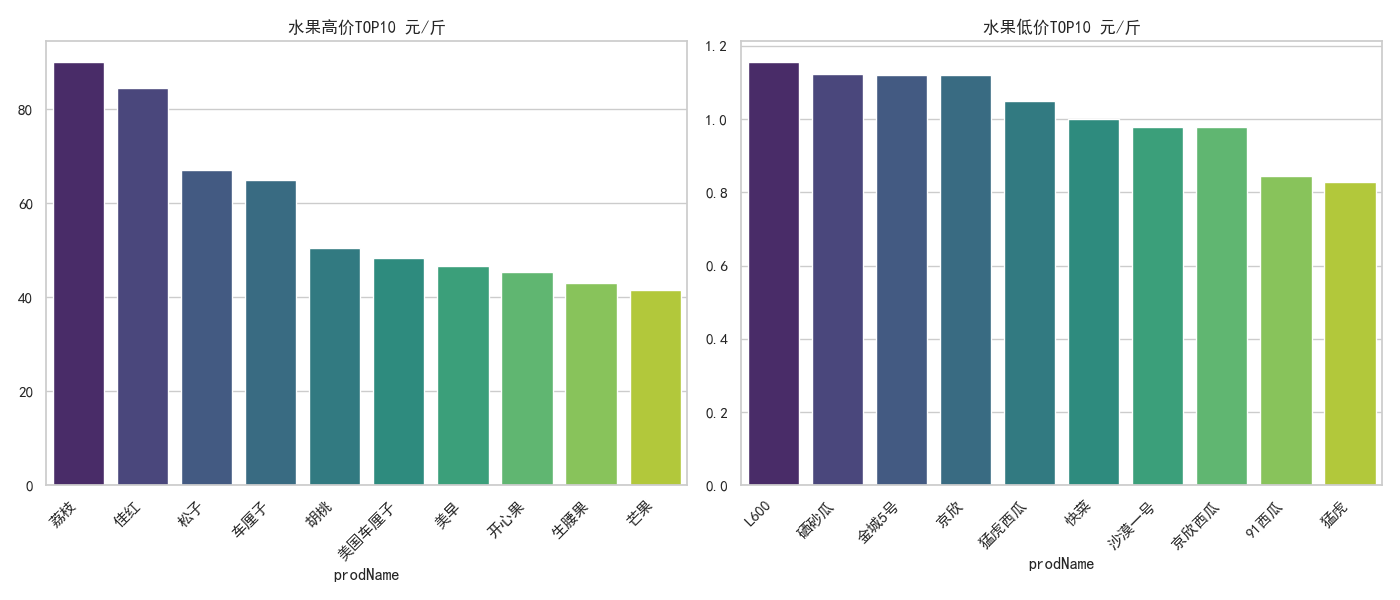 水果高价TOP10 元/斤
80
60
40
20
0
荔枝
佳红
松子
车厘子
胡桃
美国车厘子
美早
开心果
生腰果
芒果
prodName
水果低价TOP10 元/斤
1.2
1.0
0.8
0.6
0.4
0.2
0.0
L600
硒砂瓜
金城5号
京欣
猛虎西瓜
快菜
沙漠一号
京欣西瓜
91西瓜
猛虎
prodName